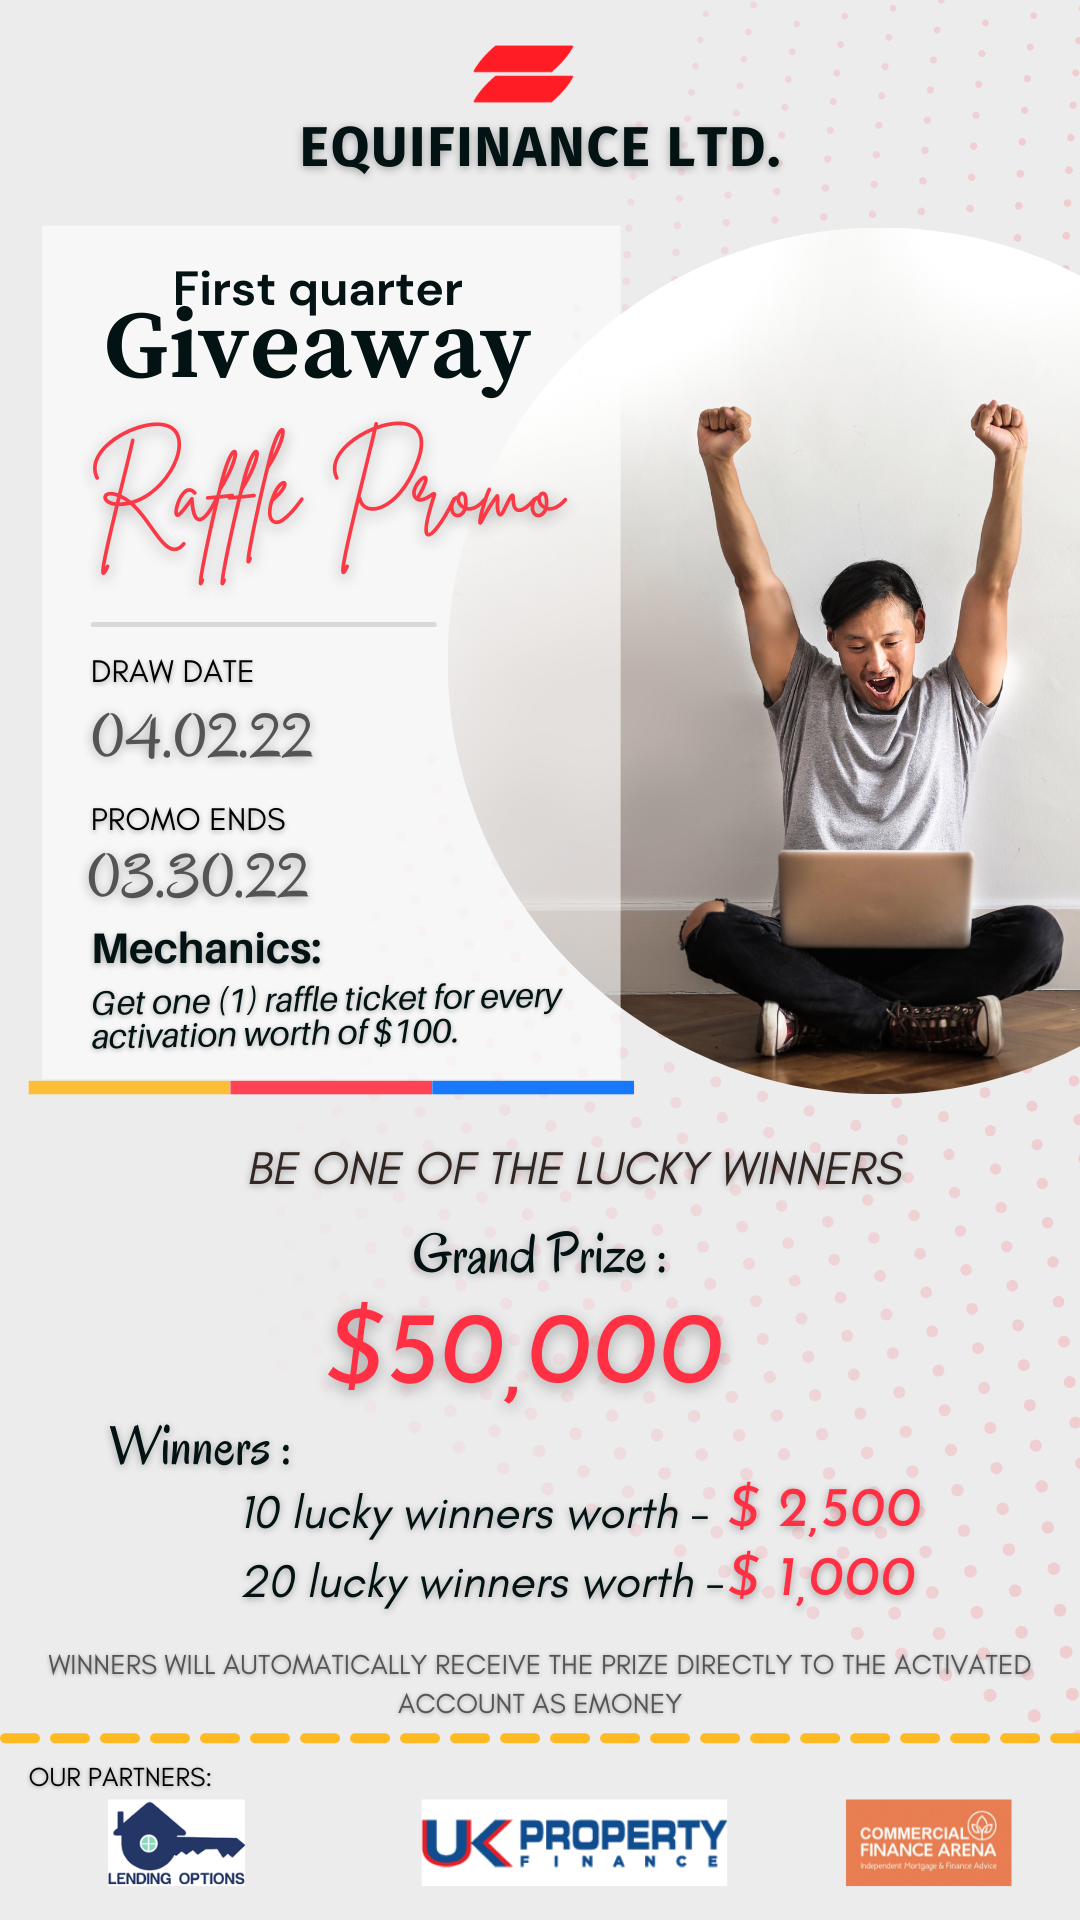 EQUIFINANCE LTD.
First quarter
Giveaway
Raffle Promo
DRAW DATE
04.02.22
PROMO ENDS
03.30.22
Mechanics:
Get one (1) raffle ticket for every
activation worth of $100.
BE ONE OF THE LUCKY WINNERS
Grand Prize :
$50,000
Winners :
10 lucky winners worth - $ 2,500
20 lucky winners worth -$ 1,000
WINNERS WILL AUTOMATICALLY RECEIVE THE PRIZE DIRECTLY TO THE ACTIVATED
ACCOUNT AS EMONEY
OUR PARTNERS:
LENDING OPTIONS
UK PROPERTY
FINANCE
COMMERCIAL
FINANCE ARENA
Independent Mortgage & Finance Advice